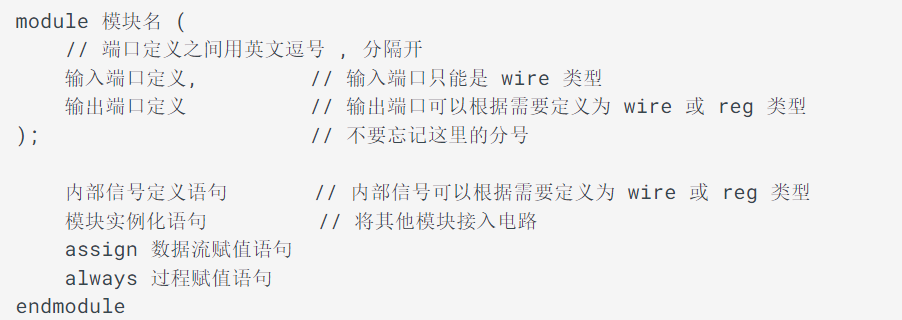 module 模块名 (
// 端口定义之间用英文逗号 , 分隔开
输入端口定义, // 输入端口只能是 wire 类型
输出端口定义 // 输出端口可以根据需要定义为 wire 或 reg 类型
); // 不要忘记这里的分号
内部信号定义语句 // 内部信号可以根据需要定义为 wire 或 reg 类型
模块实例化语句 // 将其他模块接入电路
assign 数据流赋值语句
always 过程赋值语句
endmodule